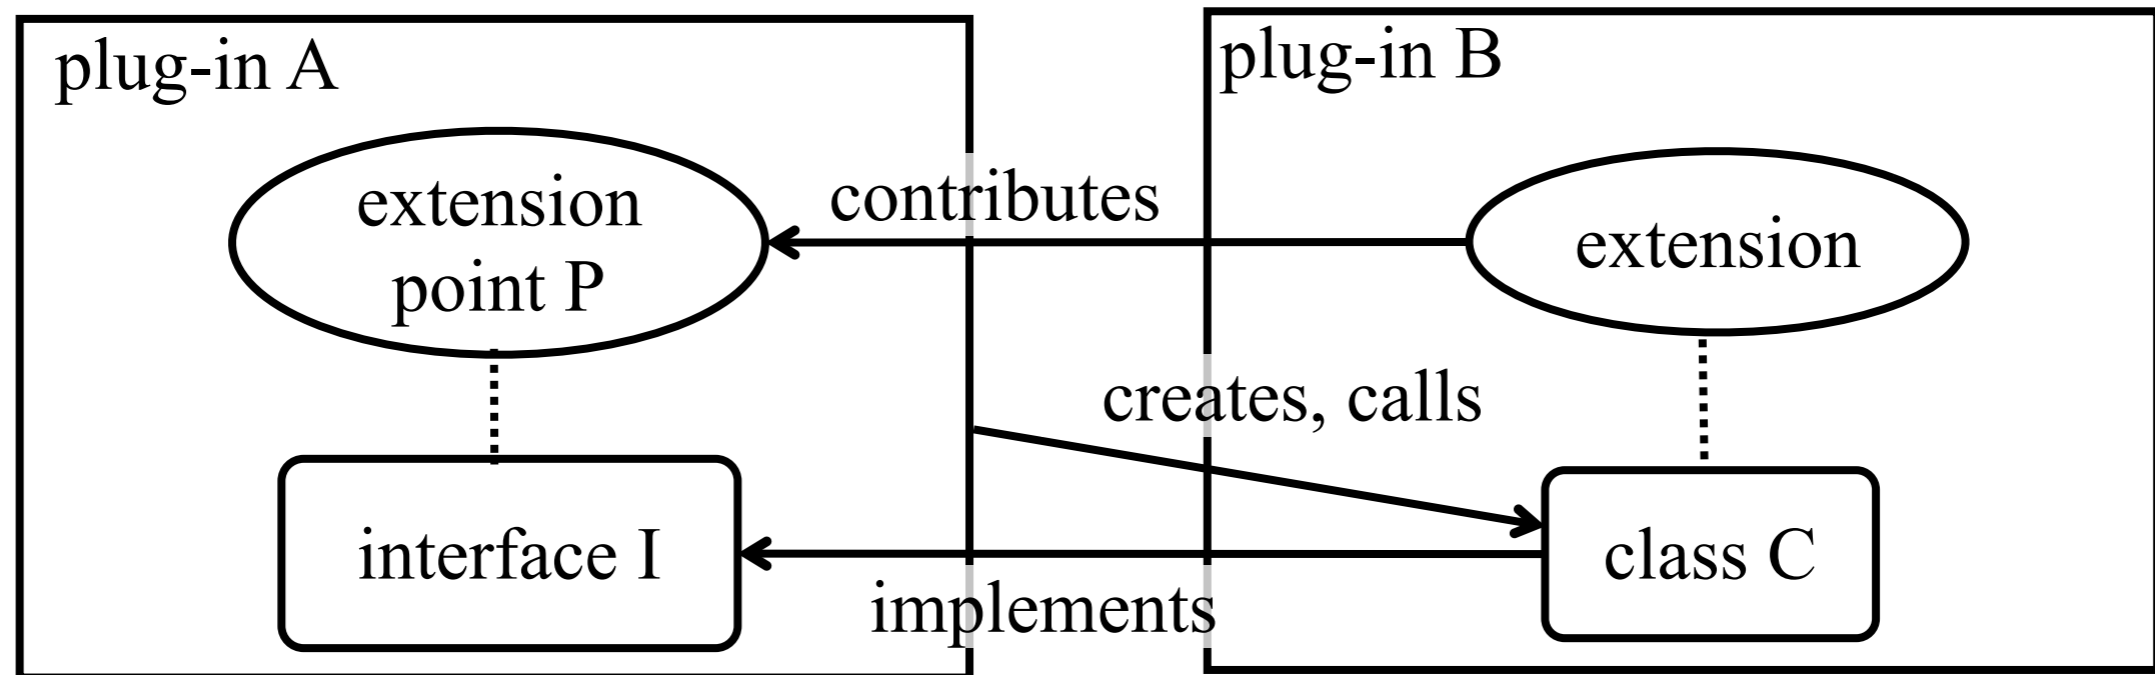 plug-in A
plug-in B
extension
point P
contributes
extension
creates, calls
interface I
implements
class C